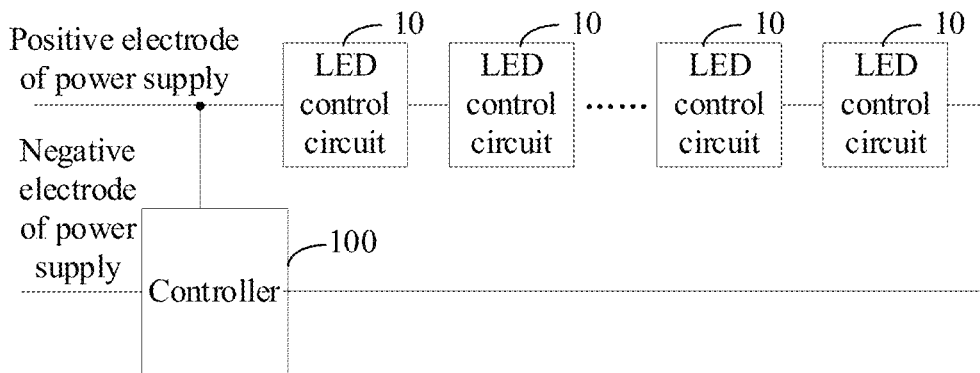 Positive electrode
of power supply
10
10
10
10
LED
control
circuit
LED
control
circuit
......
LED
control
circuit
LED
control
circuit
Negative
electrode
of power
supply
100
Controller